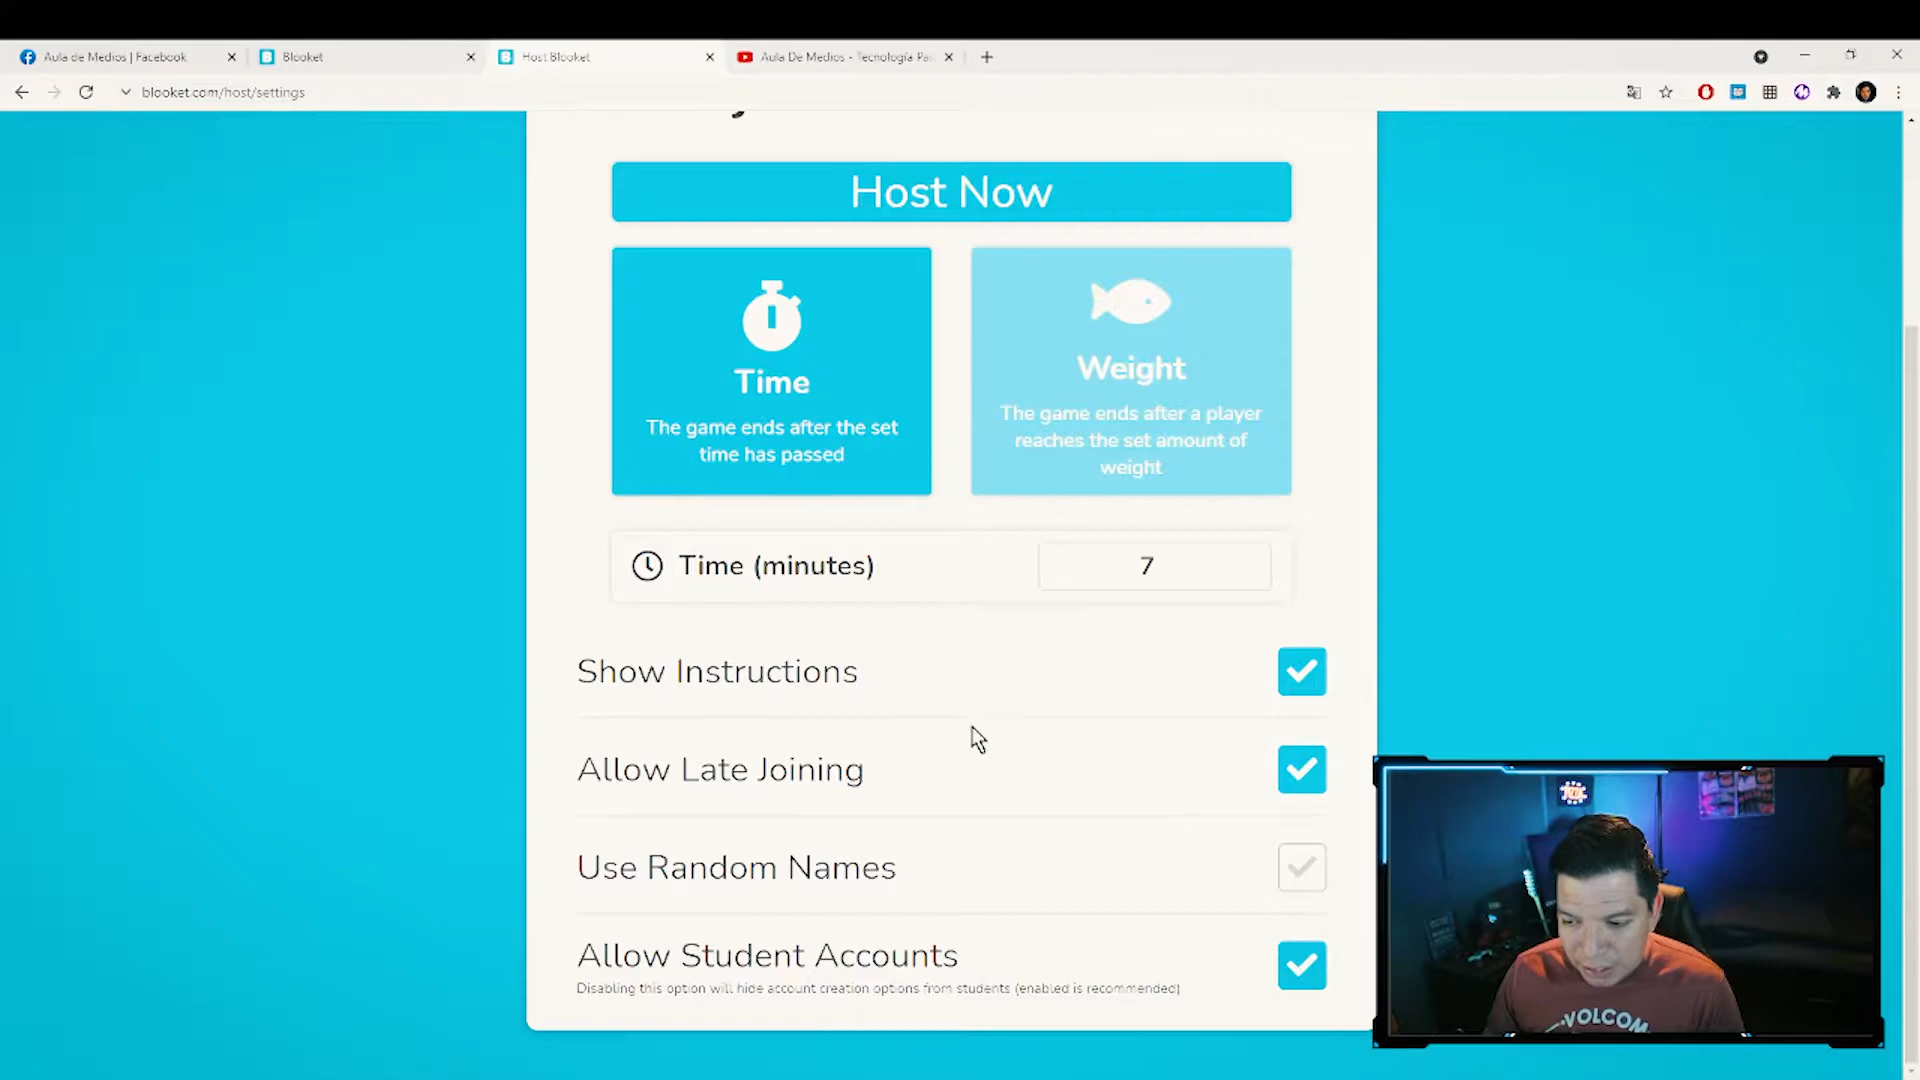 Aula de Medios | Facebook
Blooket
Host Blooket
Aula De Medios - Tecnología Pa
blooket.com/host/settings
Host Now
Time
The game ends after the set
time has passed
Weight
The game ends after a player
reaches the set amount of
weight
Time (minutes)
7
Show Instructions
Allow Late Joining
Use Random Names
Allow Student Accounts
Disabling this option will hide account creation options from students (enabled is recommended)
VOLCOM